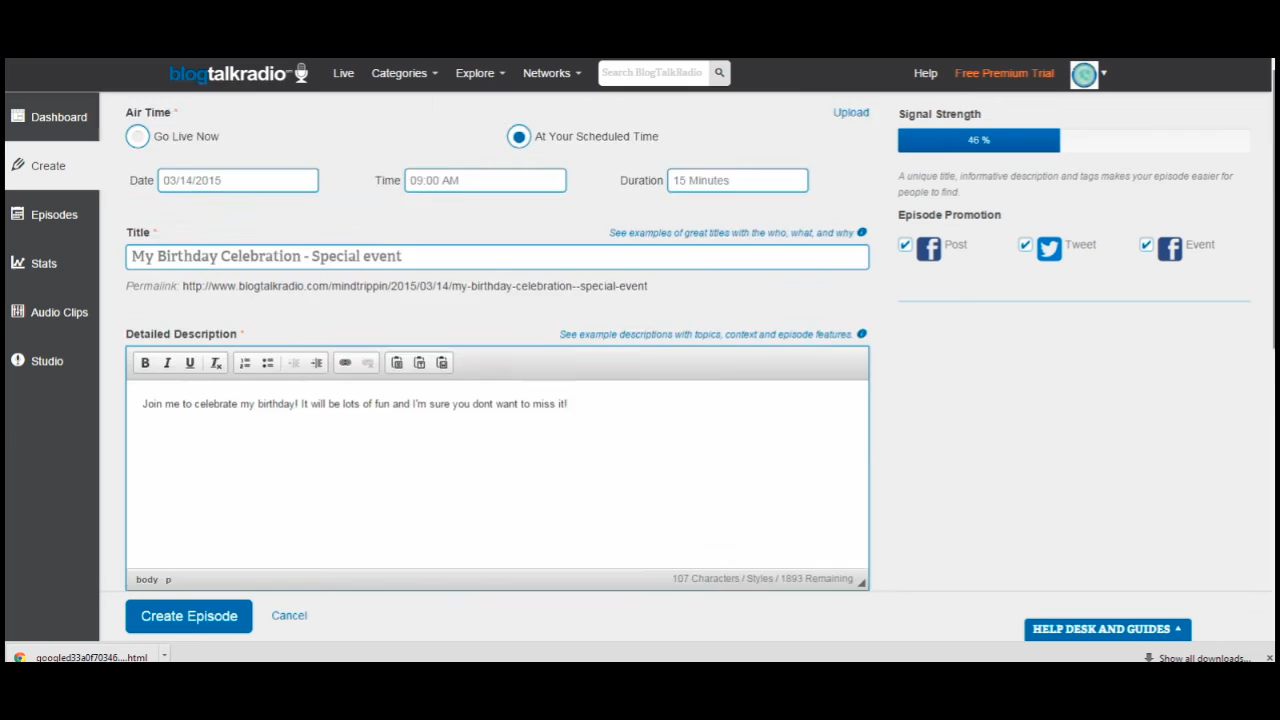 blogtalkradio Live Categories Explore Networks Search BlogTalkRadio Help Free Premium Trial
Dashboard
Create
Episodes
Stats
Audio Clips
Studio
Air Time * Upload
Go Live Now At Your Scheduled Time
Date 03/14/2015 Time 09:00 AM Duration 15 Minutes
Title * See examples of great titles with the who, what, and why
My Birthday Celebration - Special event
Permalink: http://www.blogtalkradio.com/mindtrippin/2015/03/14/my-birthday-celebration--special-event
Detailed Description * See example descriptions with topics, context and episode features.
B I U Tx
Join me to celebrate my birthday! It will be lots of fun and I'm sure you dont want to miss it!
body p 107 Characters / Styles / 1893 Remaining
Create Episode Cancel
Signal Strength
46 %
A unique title, informative description and tags makes your episode easier for
people to find.
Episode Promotion
Post Tweet Event
HELP DESK AND GUIDES
googled33a0f70346....html Show all downloads...